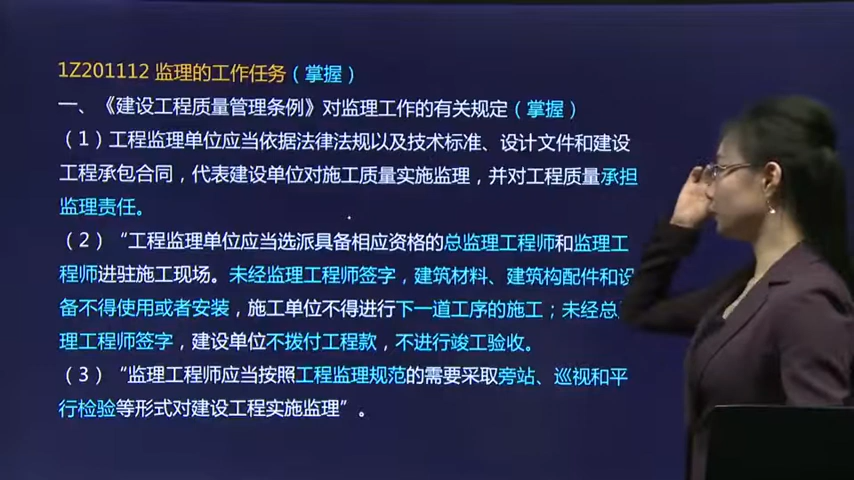 1Z201112 监理的工作任务（掌握）
一、《建设工程质量管理条例》对监理工作的有关规定（掌握）
（1）工程监理单位应当依据法律法规以及技术标准、设计文件和建设
工程承包合同，代表建设单位对施工质量实施监理，并对工程质量承担
监理责任。
（2）“工程监理单位应当选派具备相应资格的总监理工程师和监理工
程师进驻施工现场。未经监理工程师签字，建筑材料、建筑构配件和设
备不得使用或者安装，施工单位不得进行下一道工序的施工；未经总
理工程师签字，建设单位不拨付工程款，不进行竣工验收。
（3）“监理工程师应当按照工程监理规范的需要采取旁站、巡视和平
行检验等形式对建设工程实施监理”。